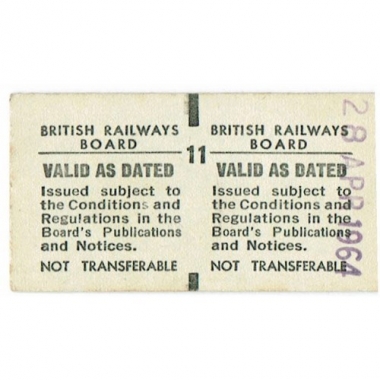 BRITISH RAILWAYS
BOARD
VALID AS DATED
Issued subject to
the Conditions and
Regulations in the
Board's Publications
and Notices.
NOT TRANSFERABLE
11
BRITISH RAILWAYS
BOARD
VALID AS DATED
Issued subject to
the Conditions and
Regulations in the
Board's Publications
and Notices.
NOT TRANSFERABLE
28 APR 1964